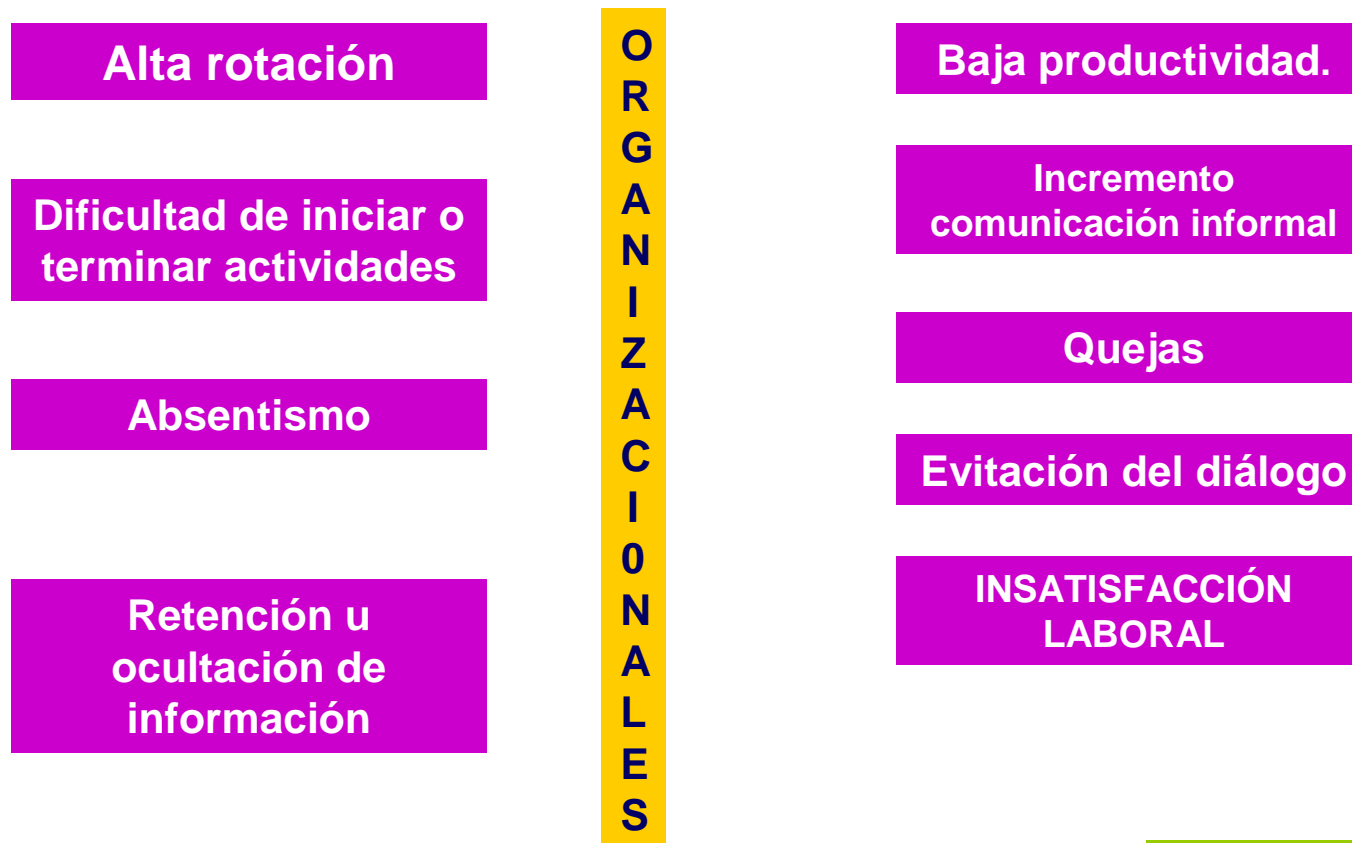 Alta rotación
Dificultad de iniciar o
terminar actividades
Absentismo
Retención u
ocultación de
información
O
R
G
A
N
I
Z
A
C
I
0
N
A
L
E
S
Baja productividad.
Incremento
comunicación informal
Quejas
Evitación del diálogo
INSATISFACCIÓN
LABORAL